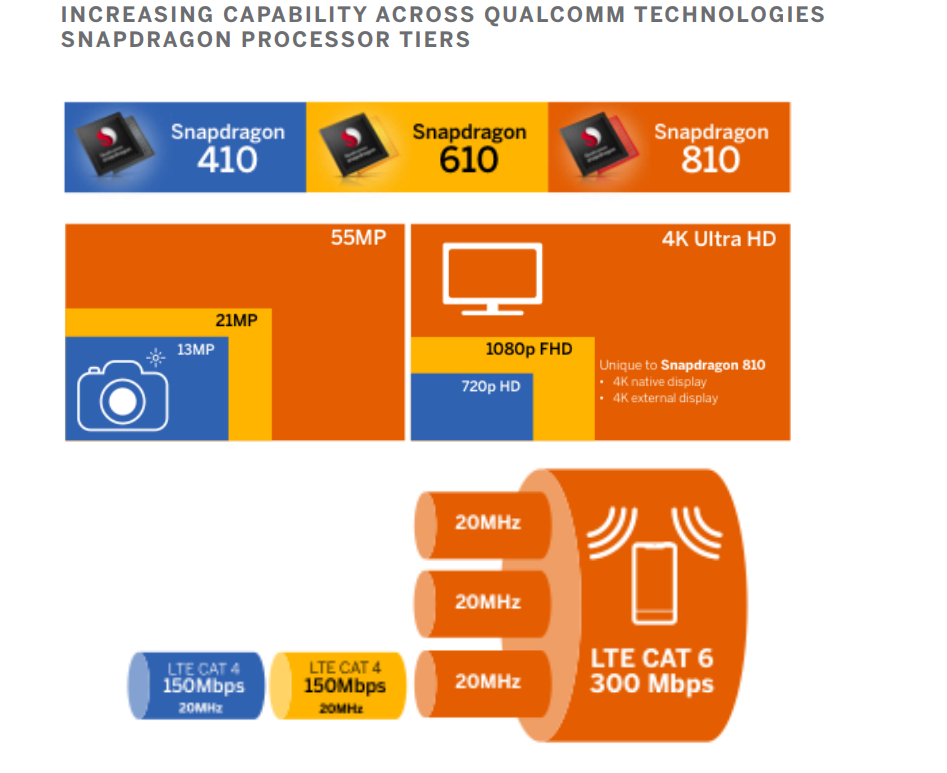 INCREASING CAPABILITY ACROSS QUALCOMM TECHNOLOGIES
SNAPDRAGON PROCESSOR TIERS
Snapdragon
410
Snapdragon
610
Snapdragon
810
55MP
21MP
13MP
4K Ultra HD
1080p FHD
720p HD
Unique to Snapdragon 810
• 4K native display
• 4K external display
20MHz
20MHz
20MHz
LTE CAT 6
300 Mbps
LTE CAT 4
150Mbps
20MHz
LTE CAT 4
150Mbps
20MHz